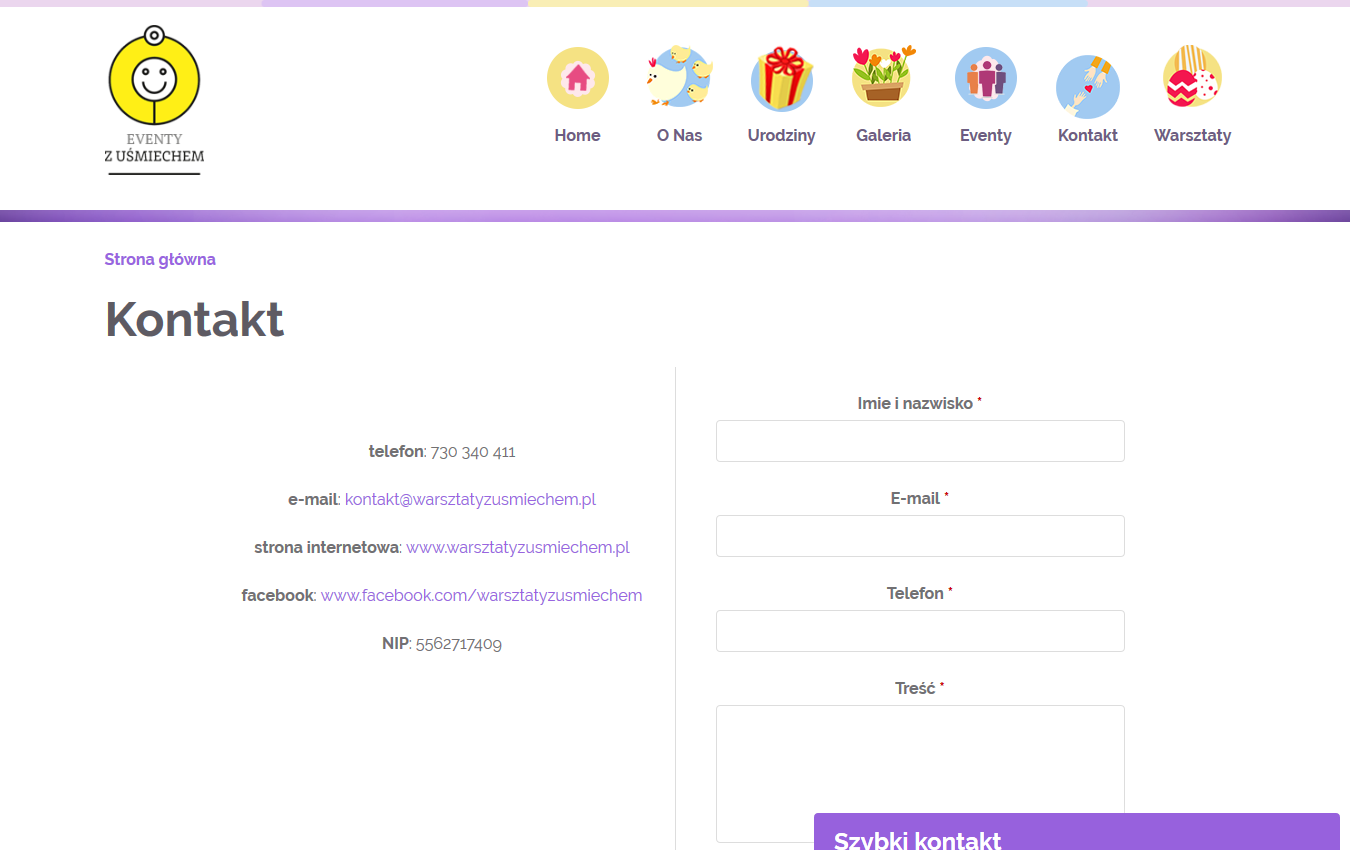 EVENTY
Z UŚMIECHEM
Home
O Nas
Urodziny
Galeria
Eventy
Kontakt
Warsztaty
Strona główna
Kontakt
telefon: 730 340 411
e-mail: kontakt@warsztatyzusmiechem.pl
strona internetowa: www.warsztatyzusmiechem.pl
facebook: www.facebook.com/warsztatyzusmiechem
NIP: 5562717409
Imie i nazwisko *
E-mail *
Telefon *
Treść *
Szybki kontakt